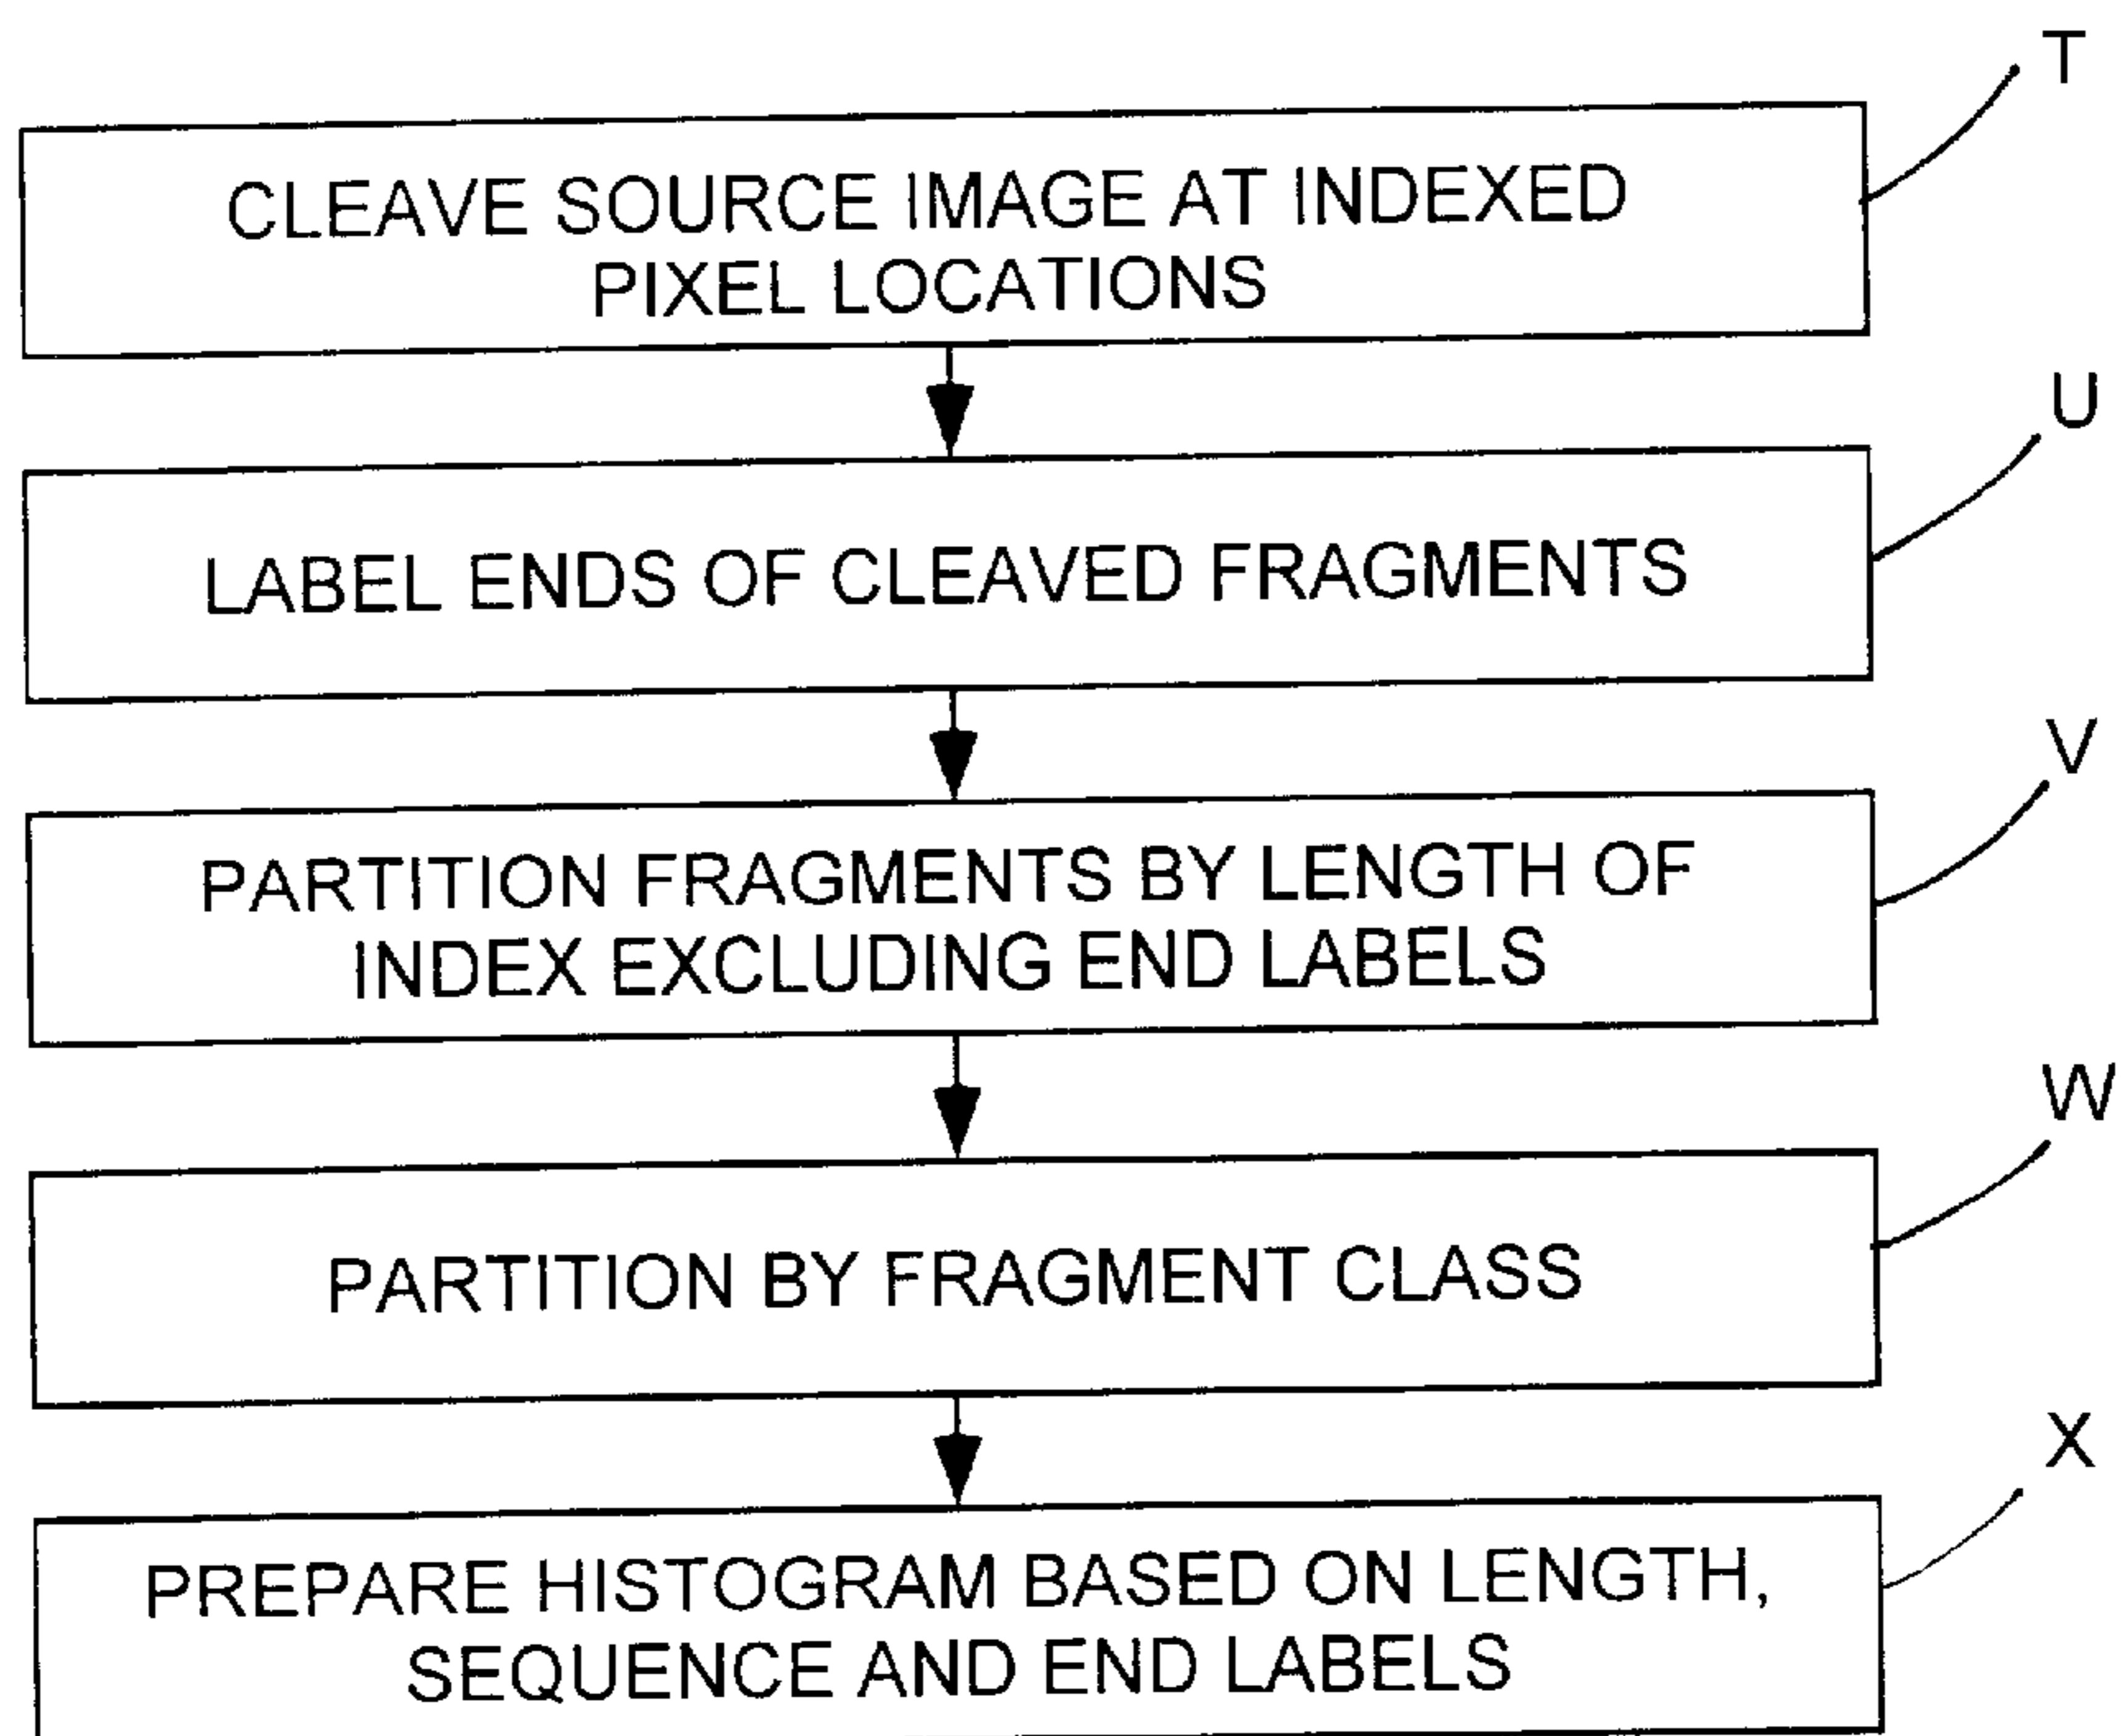 T
CLEAVE SOURCE IMAGE AT INDEXED
PIXEL LOCATIONS
U
LABEL ENDS OF CLEAVED FRAGMENTS
V
PARTITION FRAGMENTS BY LENGTH OF
INDEX EXCLUDING END LABELS
W
PARTITION BY FRAGMENT CLASS
X
PREPARE HISTOGRAM BASED ON LENGTH,
SEQUENCE AND END LABELS